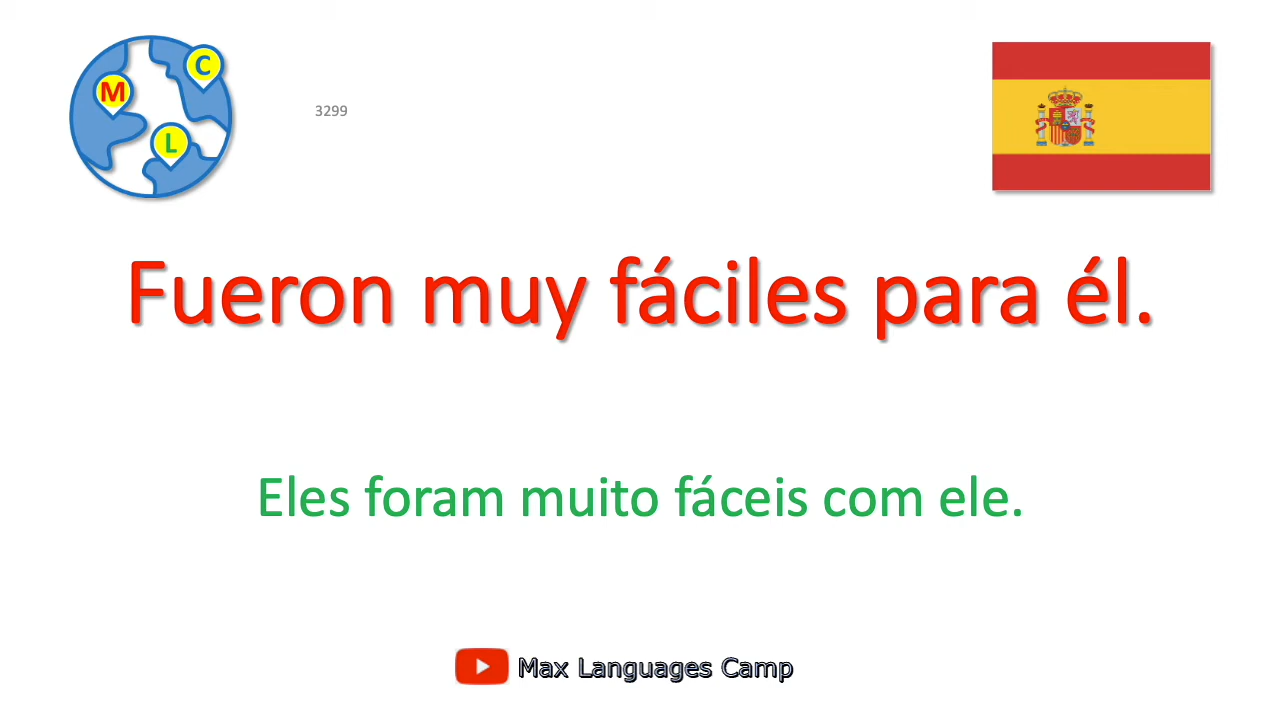 C
M
3299
L
Fueron muy fáciles para él.
Eles foram muito fáceis com ele.
Max Languages Camp